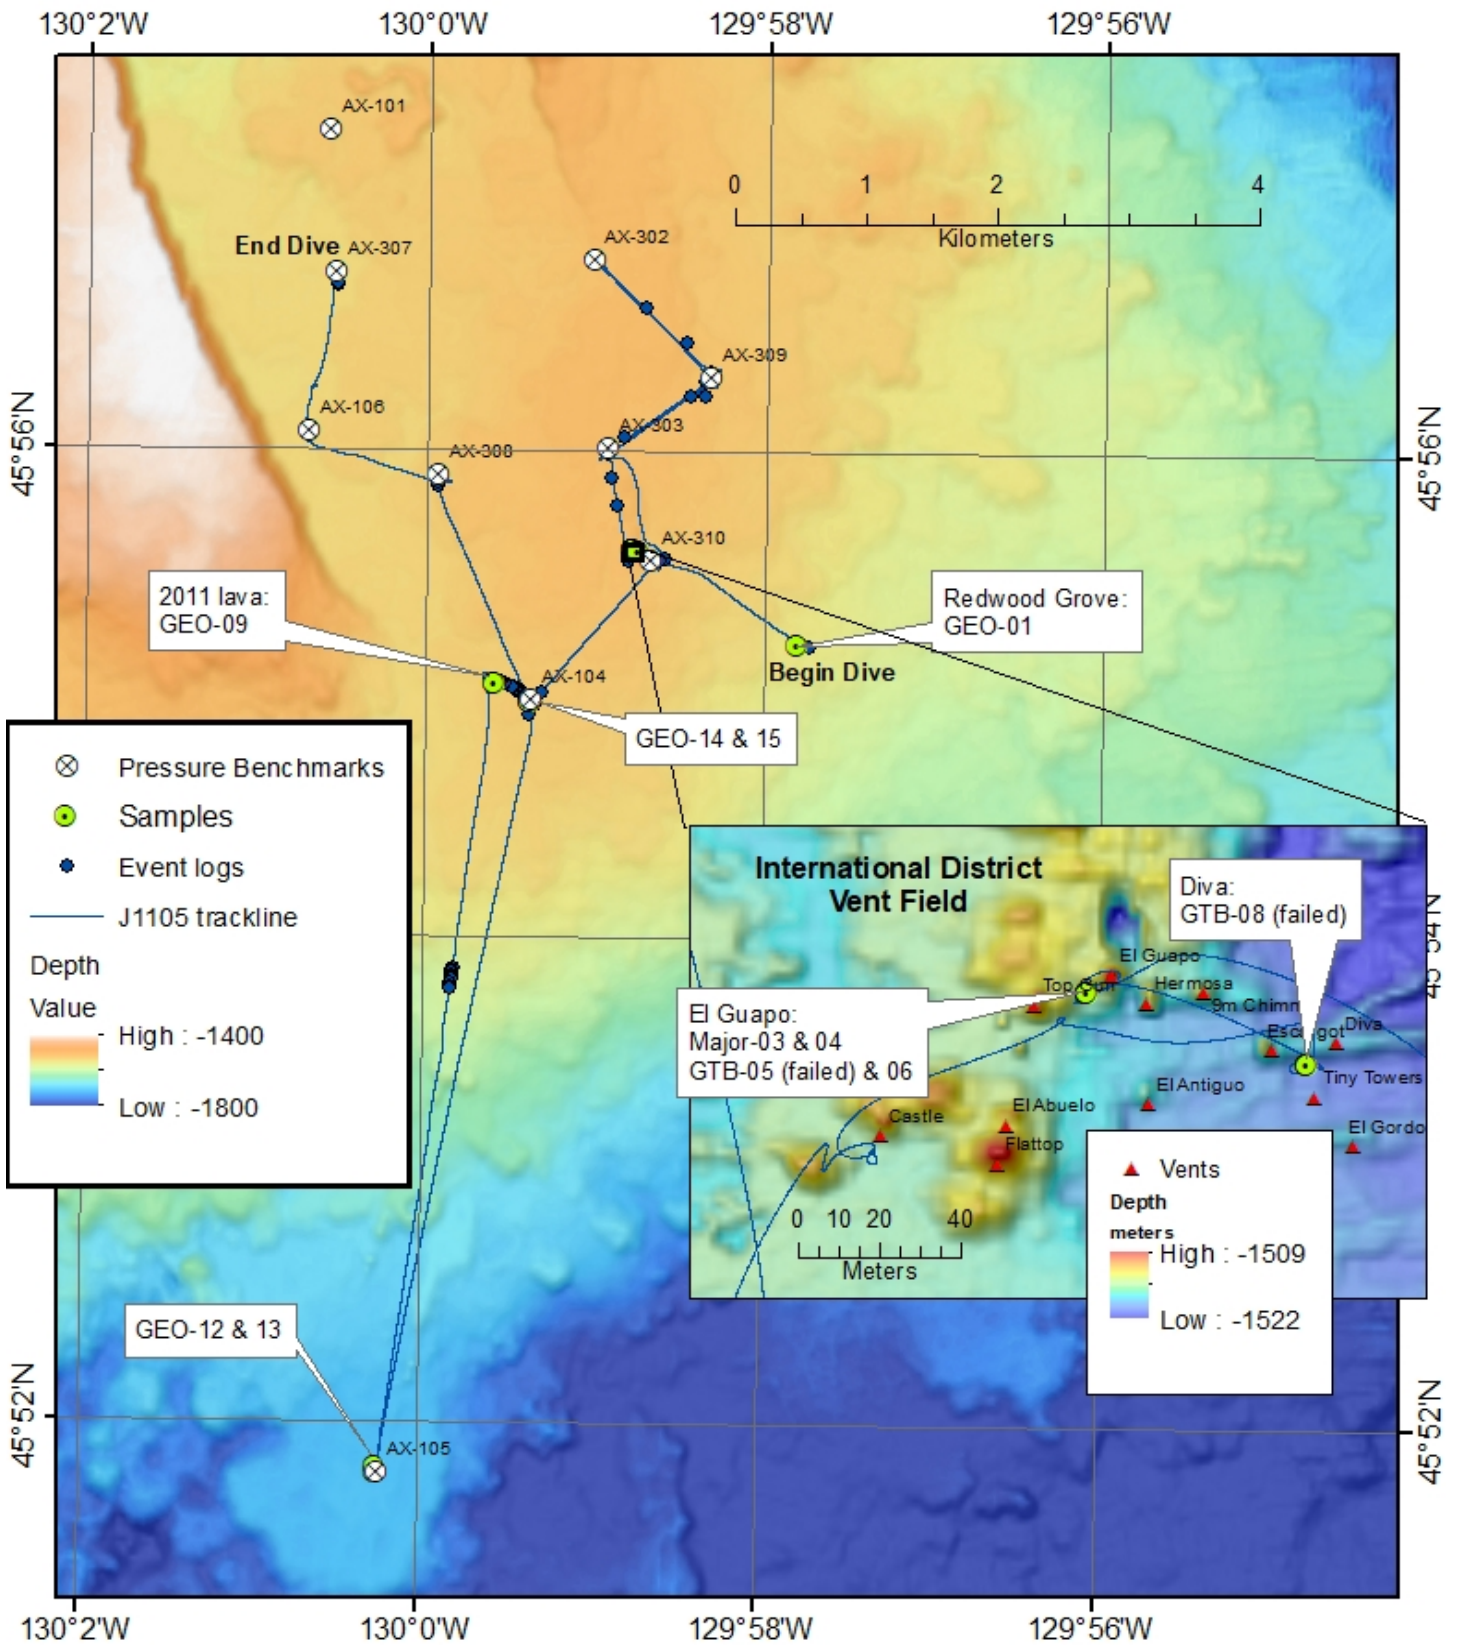 130°2'W
130°0'W
129°58'W
129°56'W
AX-101
0
1
2
4
Kilometers
End Dive
AX-307
AX-302
AX-309
AX-106
AX-303
AX-308
45°56'N
45°56'N
AX-310
2011 lava:
GEO-09
Redwood Grove:
GEO-01
Begin Dive
AX-104
GEO-14 & 15
Pressure Benchmarks
Samples
Event logs
J1105 trackline
Depth
Value
High : -1400
Low : -1800
International District
Vent Field
Diva:
GTB-08 (failed)
El Guapo
Top Gun
Hermosa
9m Chimn
Escargot
Diva
El Guapo:
Major-03 & 04
GTB-05 (failed) & 06
Tiny Towers
El Antiguo
El Abuelo
Castle
El Gordo
Flattop
0 10 20 40
Meters
Vents
Depth
meters
High : -1509
Low : -1522
GEO-12 & 13
45°52'N
45°52'N
AX-105
130°2'W
130°0'W
129°58'W
129°56'W